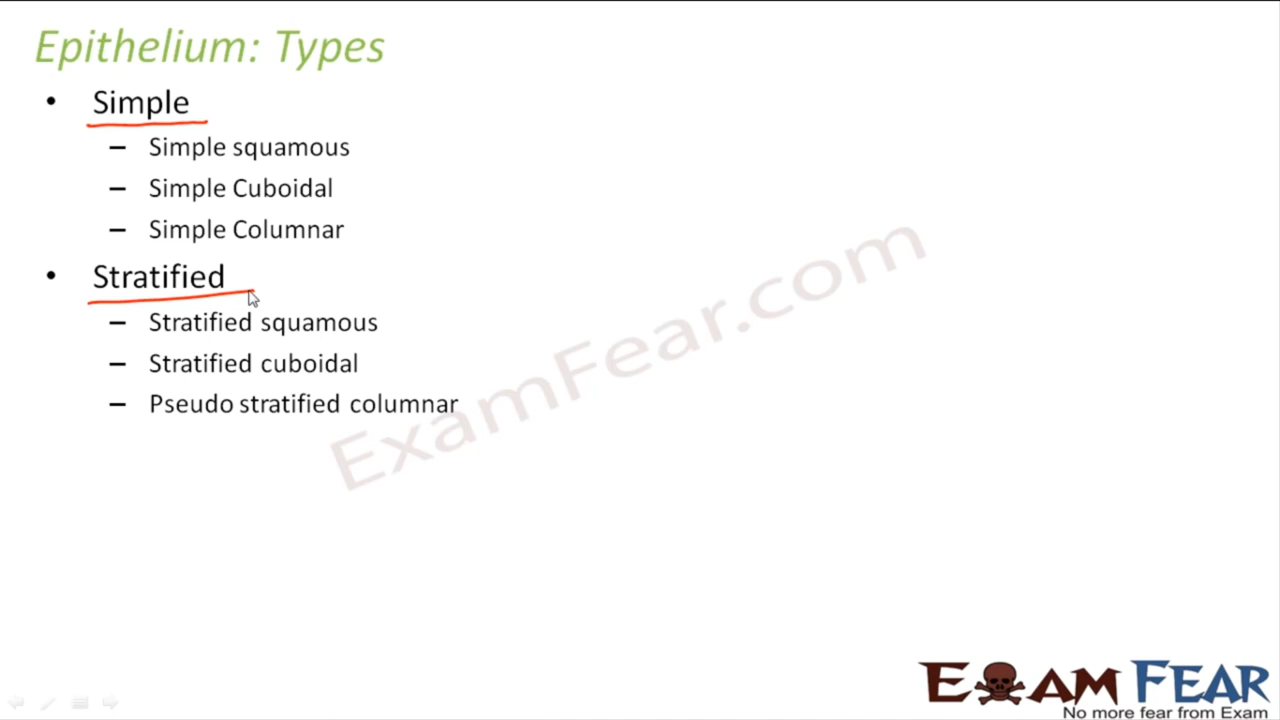 Epithelium: Types
• Simple
– Simple squamous
– Simple Cuboidal
– Simple Columnar
• Stratified
– Stratified squamous
– Stratified cuboidal
– Pseudo stratified columnar
ExamFear.com
EXAM FEAR
No more fear from Exam